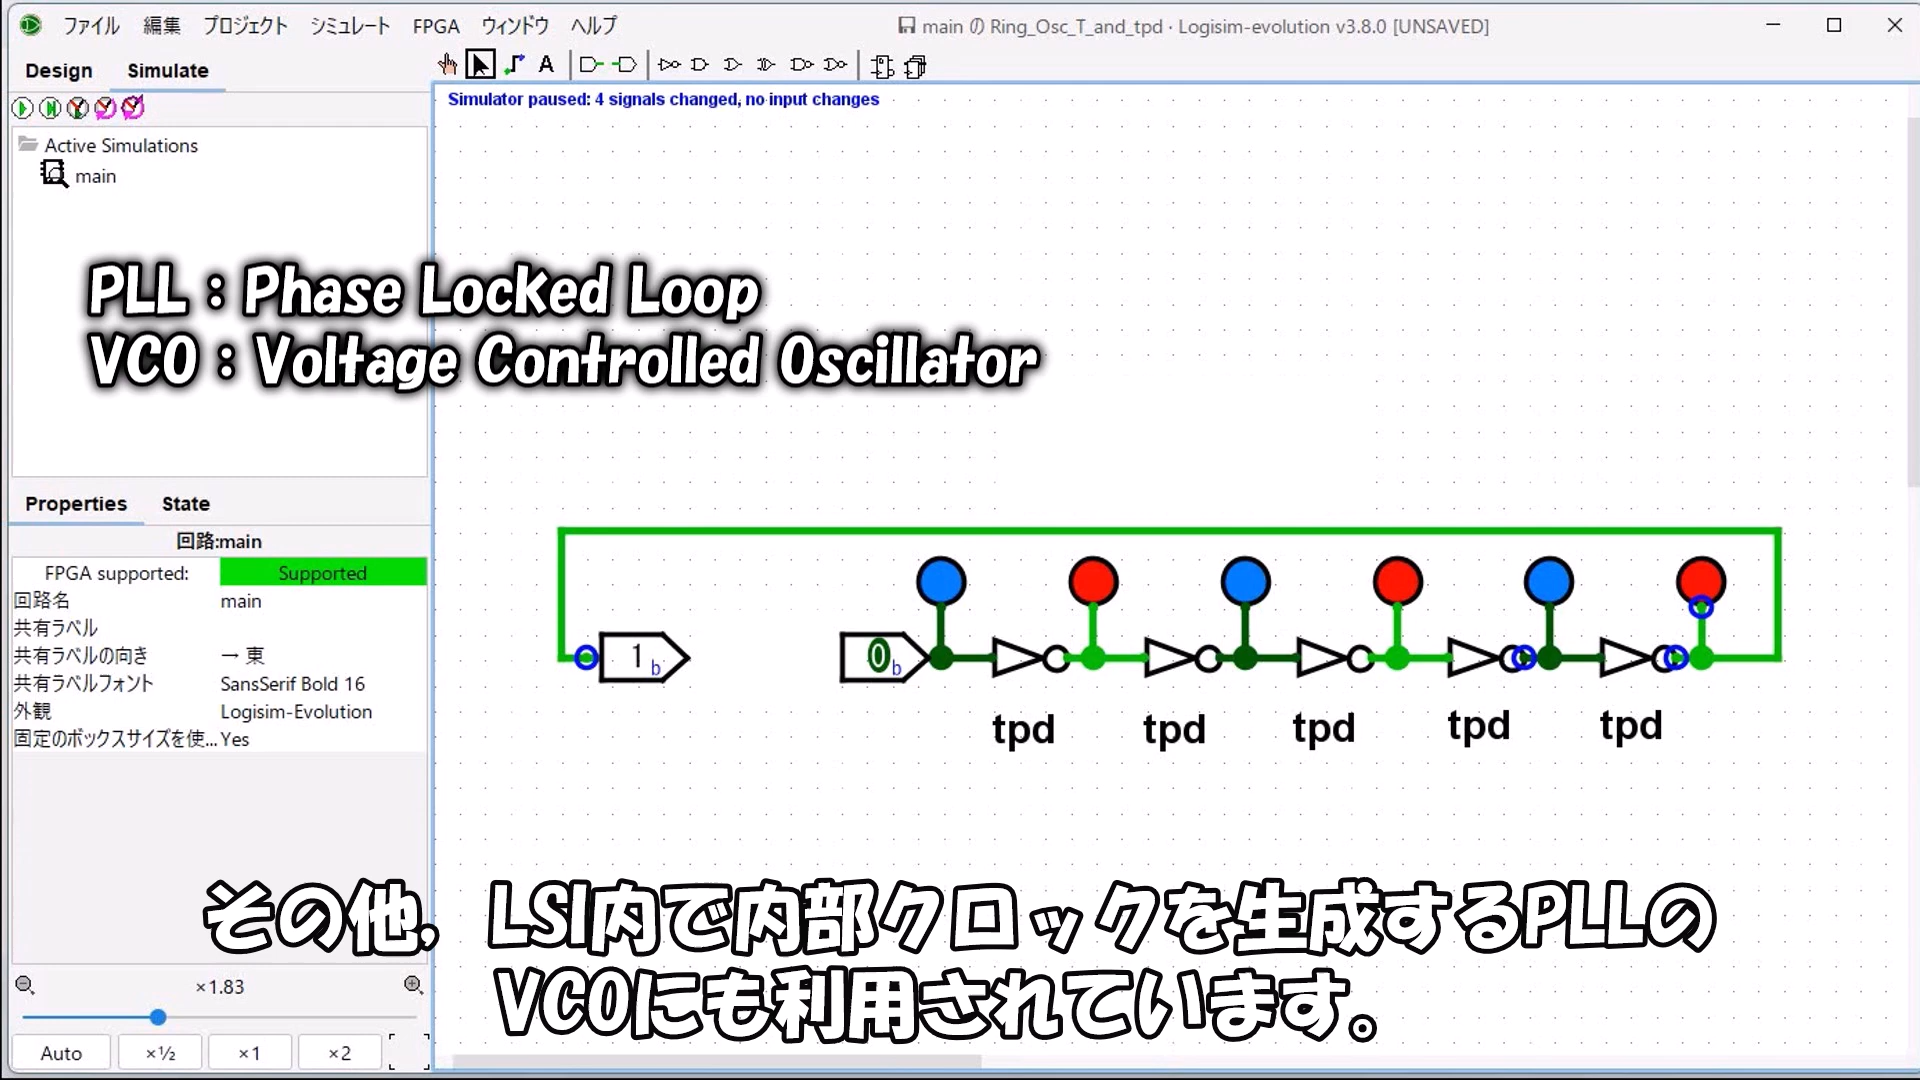 ファイル 編集 プロジェクト シミュレート FPGA ウィンドウ ヘルプ
main の Ring_Osc_T_and_tpd · Logisim-evolution v3.8.0 [UNSAVED]
Design Simulate
A
Simulator paused: 4 signals changed, no input changes
Active Simulations
main
PLL : Phase Locked Loop
VCO : Voltage Controlled Oscillator
Properties State
回路:main
FPGA supported: Supported
回路名 main
共有ラベル
共有ラベルの向き → 東
共有ラベルフォント SansSerif Bold 16
外観 Logisim-Evolution
固定のボックスサイズを使... Yes
1 b
0 b
tpd tpd tpd tpd tpd
その他, LSI内で内部クロックを生成するPLLの
VCOにも利用されています。
×1.83
Auto ×½ ×1 ×2